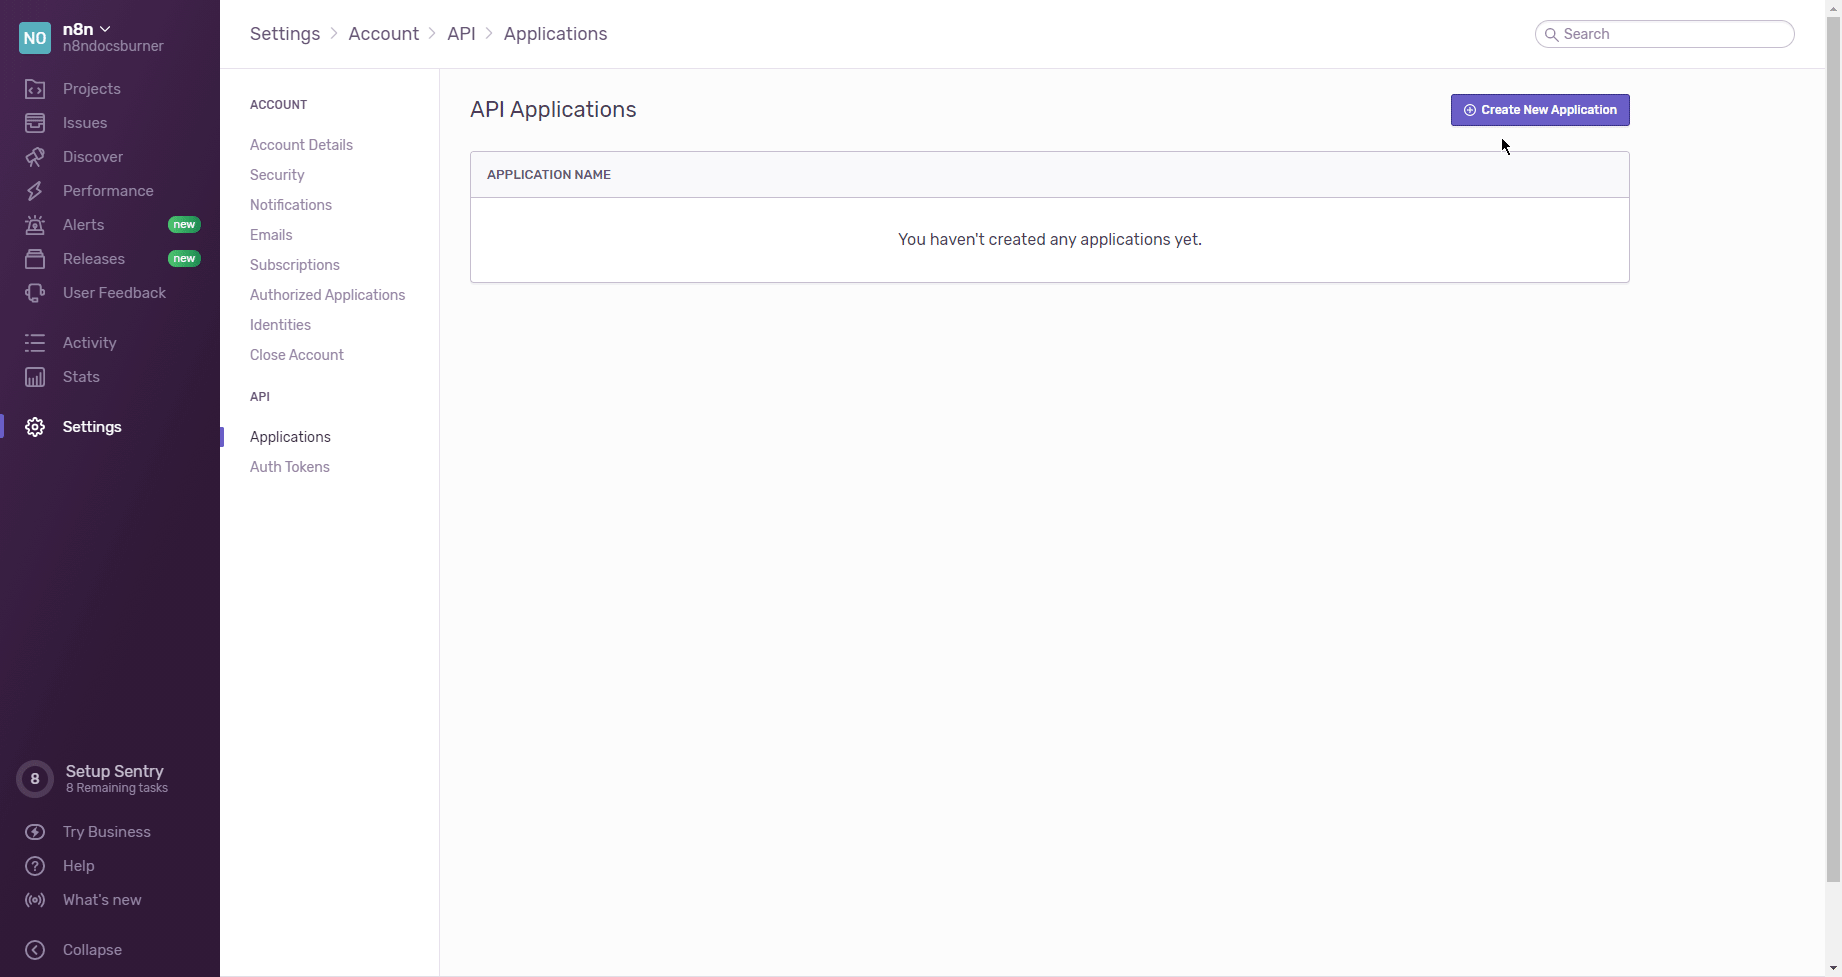 NO
n8n
n8ndocsburner
Projects
Issues
Discover
Performance
Alerts new
Releases new
User Feedback
Activity
Stats
Settings
8
Setup Sentry
8 Remaining tasks
Try Business
Help
What's new
Collapse
Settings > Account > API > Applications
Search
ACCOUNT
Account Details
Security
Notifications
Emails
Subscriptions
Authorized Applications
Identities
Close Account
API
Applications
Auth Tokens
API Applications
Create New Application
APPLICATION NAME
You haven't created any applications yet.